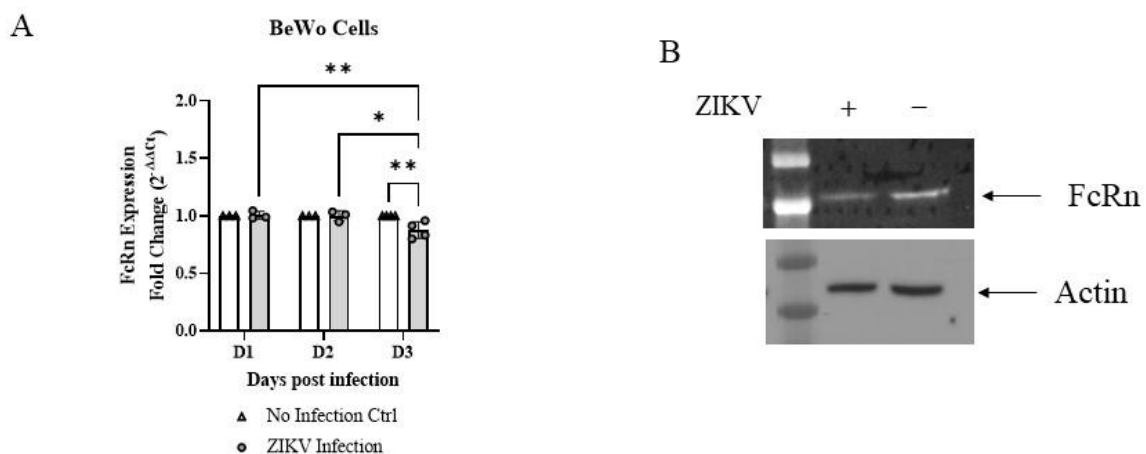 A
BeWo Cells
**
*
**
FcRn Expression
Fold Change (2^-ΔΔCt)
2.0
1.5
1.0
0.5
0.0
D1 D2 D3
Days post infection
No Infection Ctrl
ZIKV Infection
B
ZIKV + −
FcRn
Actin